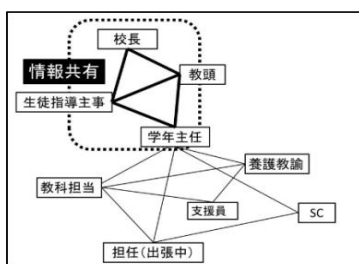 校長
情報共有
教頭
生徒指導主事
学年主任
養護教諭
教科担当
支援員
SC
担任(出張中)